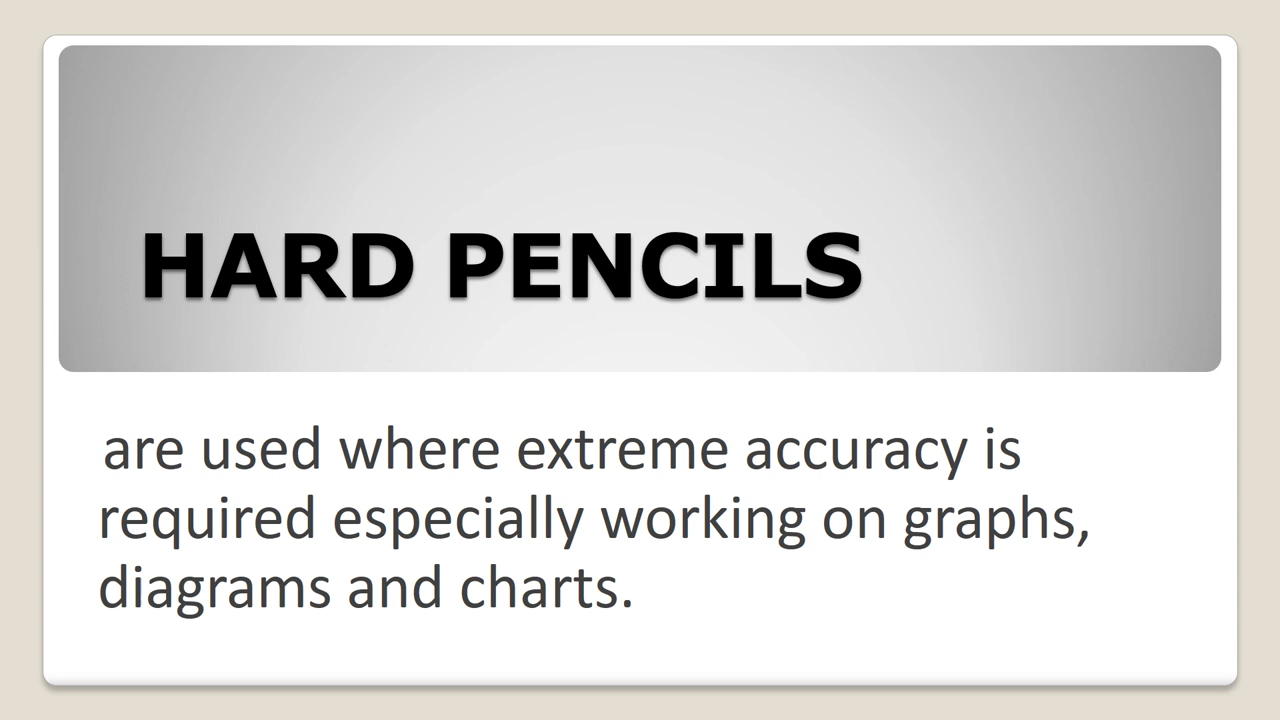 HARD PENCILS
are used where extreme accuracy is
required especially working on graphs,
diagrams and charts.